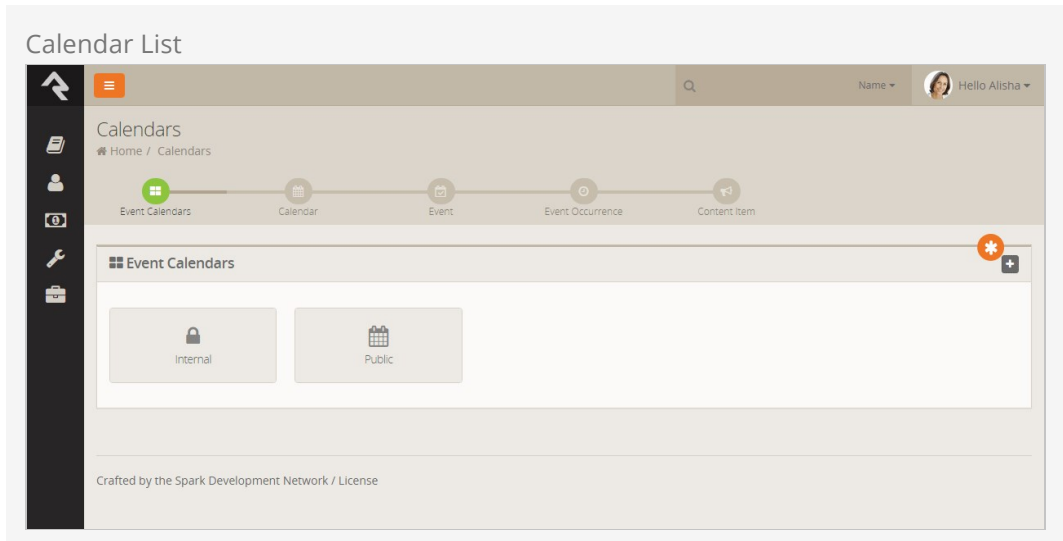 Calendar List
Name
Hello Alisha
Calendars
Home / Calendars
Event Calendars
Calendar
Event
Event Occurrence
Content Item
Event Calendars
Internal
Public
Crafted by the Spark Development Network / License